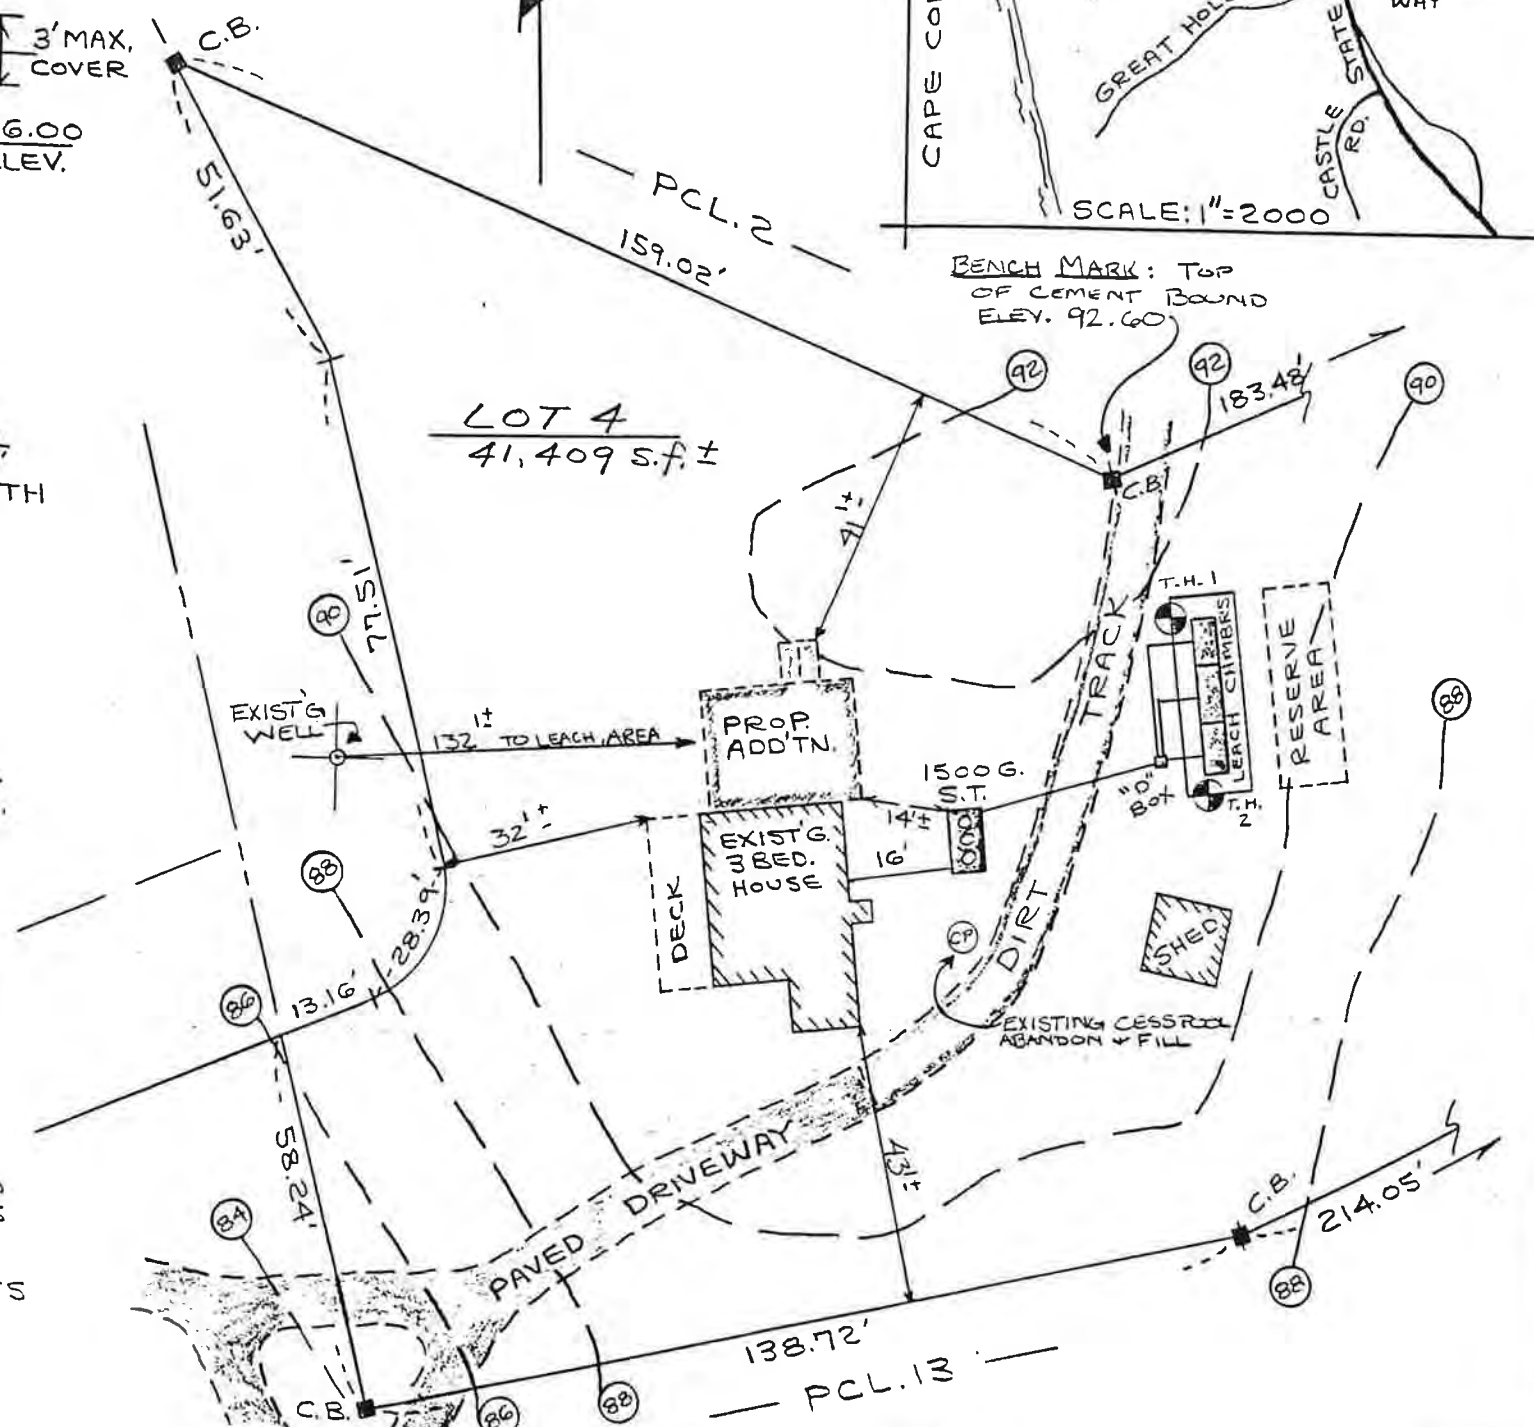 3' MAX.
COVER
6.00
LEV.
C.B.
51.63'
PCL. 2
159.02'
CAPE CO
GREAT HOL
STATE
WAY
CASTLE
RD.
SCALE: 1"=2000
BENCH MARK: TOP
OF CEMENT BOUND
ELEV. 92.60
92
92
183.48'
90
LOT 4
41,409 S.f.±
TH
C.B.
91'±
77.51'
90
T.H. 1
LEACH CHMBRS
RESERVE
AREA
88
EXIST'G
WELL
132'± TO LEACH AREA
PROP.
ADD'TN.
TRACK
1500 G.
S.T.
"D"
BOX
T.H.
2
32'±
14'±
EXIST'G.
3 BED.
HOUSE
16'
DECK
88
28.39'
DIRT
CP
SHED
86
13.16'
EXISTING CESSPOOL
ABANDON & FILL
58.24'
43'±
84
PAVED DRIVEWAY
C.B.
214.05'
S
88
138.72'
PCL. 13
C.B.
86
88